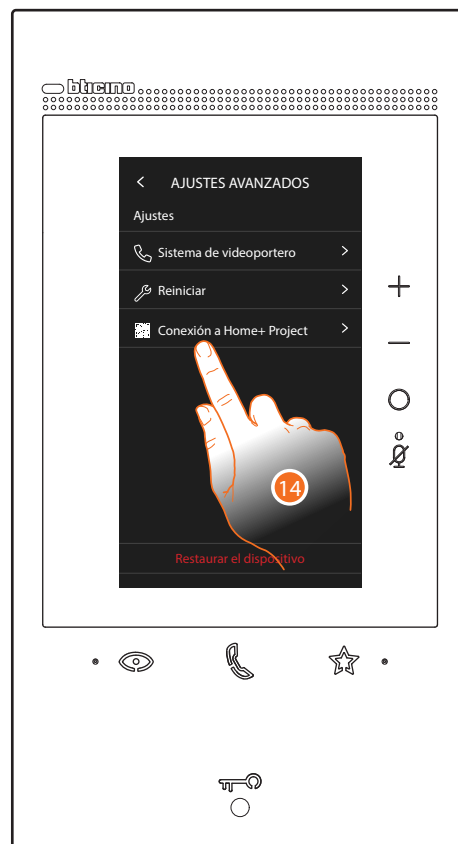 bticino
AJUSTES AVANZADOS
Ajustes
Sistema de videoportero
Reiniciar
Conexión a Home+ Project
14
Restaurar el dispositivo